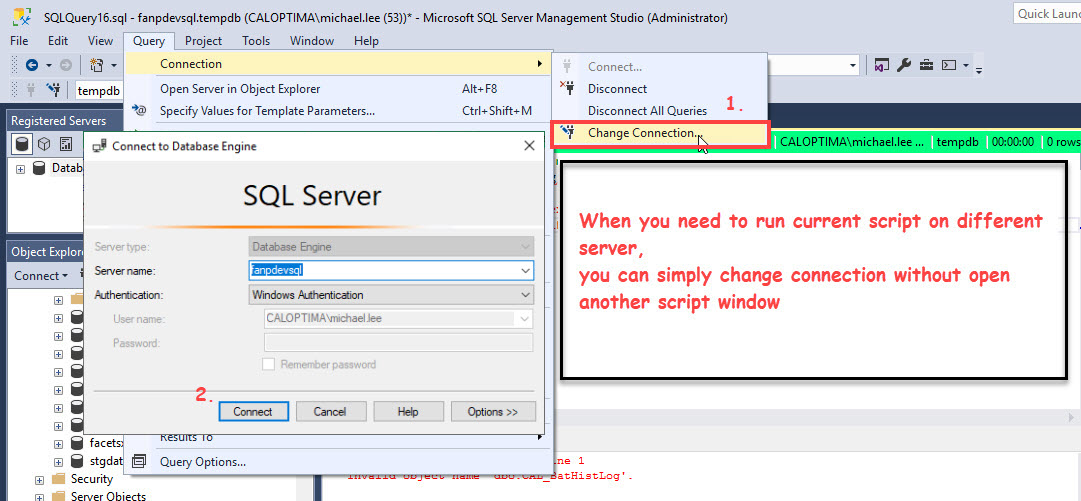 SQLQuery16.sql - fanpdevsql.tempdb (CALOPTIMA\michael.lee (53))* - Microsoft SQL Server Management Studio (Administrator)
Quick Launc
File Edit View Query Project Tools Window Help
Connection
Connect...
tempdb
Open Server in Object Explorer Alt+F8
Disconnect
Specify Values for Template Parameters... Ctrl+Shift+M
Disconnect All Queries
1.
Registered Servers
Change Connection...
CALOPTIMA\michael.lee ... tempdb 00:00:00 0 rows
Datab
Connect to Database Engine
SQL Server
When you need to run current script on different
server,
you can simply change connection without open
another script window
Server type: Database Engine
Object Explore
Server name: fanpdevsql
Connect
Authentication: Windows Authentication
User name: CALOPTIMA\michael.lee
Password:
Remember password
2.
Connect Cancel Help Options >>
Results To
facetsx
stgdat
Query Options...
ine 1
Invalid object name 'dbo.CAL_BatHistLog'.
Security
Server Objects